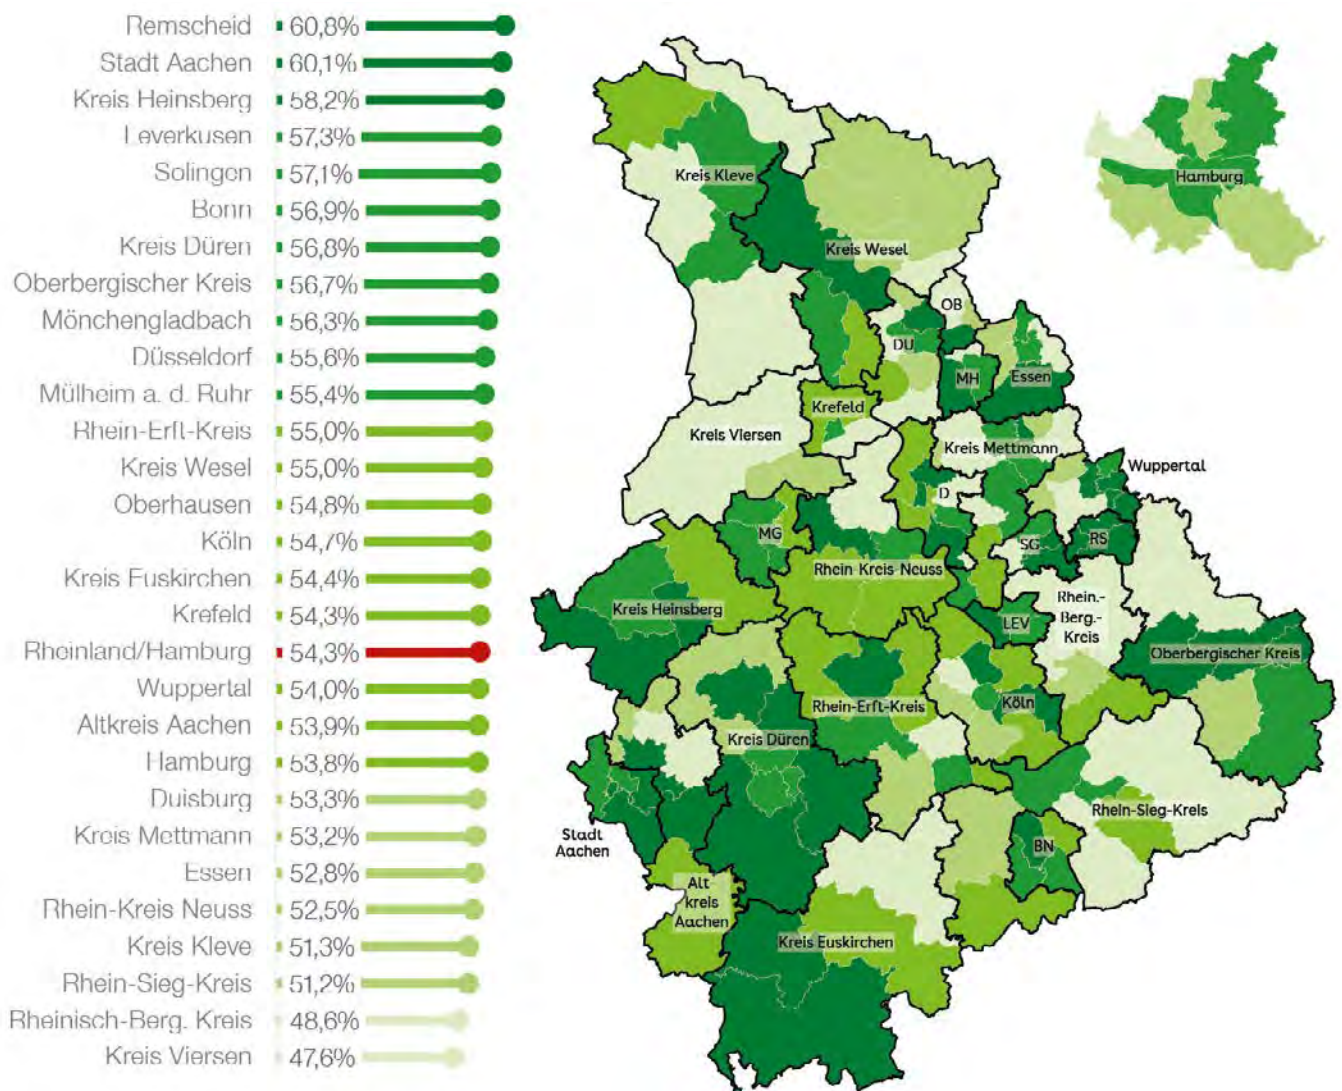 Remscheid 60,8%
Stadt Aachen 60,1%
Kreis Heinsberg 58,2%
Leverkusen 57,3%
Solingen 57,1%
Bonn 56,9%
Kreis Düren 56,8%
Oberbergischer Kreis 56,7%
Mönchengladbach 56,3%
Düsseldorf 55,6%
Mülheim a. d. Ruhr 55,4%
Rhein-Erft-Kreis 55,0%
Kreis Wesel 55,0%
Oberhausen 54,8%
Köln 54,7%
Kreis Euskirchen 54,4%
Krefeld 54,3%
Rheinland/Hamburg 54,3%
Wuppertal 54,0%
Altkreis Aachen 53,9%
Hamburg 53,8%
Duisburg 53,3%
Kreis Mettmann 53,2%
Essen 52,8%
Rhein-Kreis Neuss 52,5%
Kreis Kleve 51,3%
Rhein-Sieg-Kreis 51,2%
Rheinisch-Berg. Kreis 48,6%
Kreis Viersen 47,6%
Hamburg
Kreis Kleve
Kreis Wesel
OB
DU
MH
Essen
Krefeld
Kreis Viersen
Kreis Mettmann
Wuppertal
D
MG
SG
RS
Rhein-Kreis-Neuss
Kreis Heinsberg
Rhein.-
Berg.-
Kreis
LEV
Oberbergischer Kreis
Köln
Rhein-Erft-Kreis
Kreis Düren
Rhein-Sieg-Kreis
Stadt
Aachen
BN
Alt
kreis
Aachen
Kreis Euskirchen